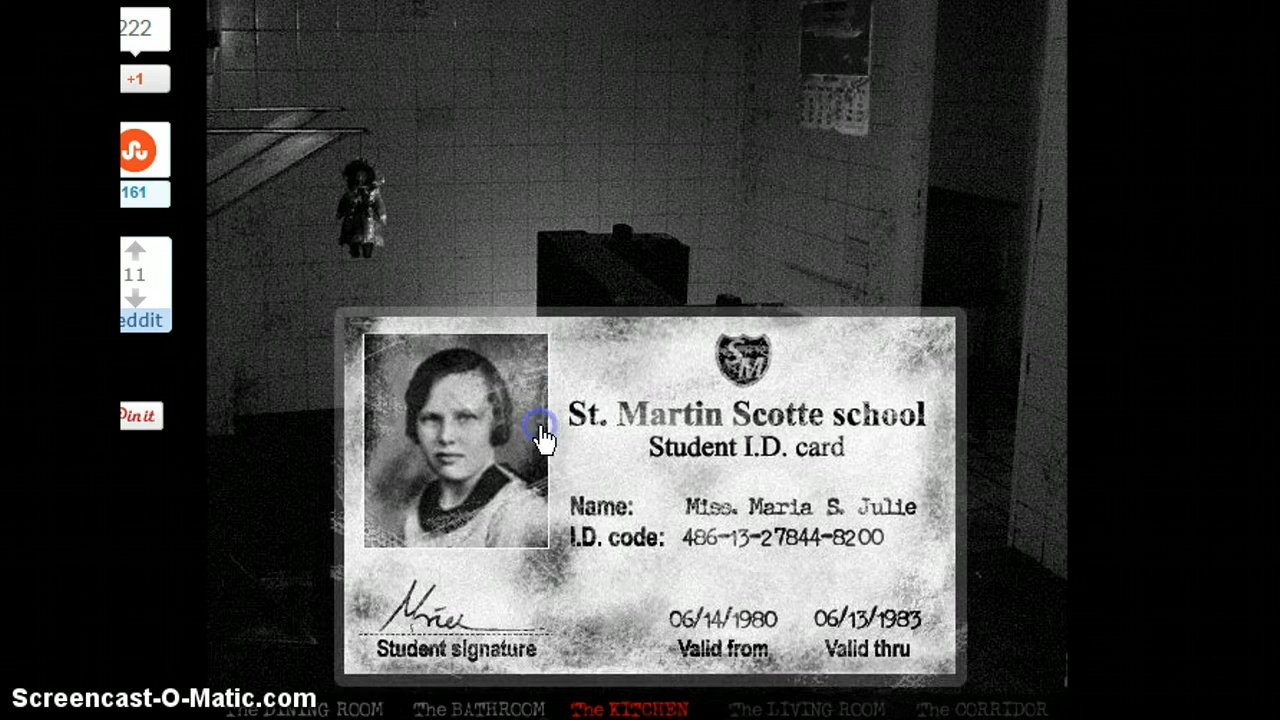 222
+1
161
11
eddit
Pin it
SM
St. Martin Scotte school
Student I.D. card
Name: Miss. Maria S. Julie
I.D. code: 486-13-27844-8200
06/14/1980 06/13/1983
Student signature Valid from Valid thru
Screencast-O-Matic.com
The DINING ROOM The BATHROOM The KITCHEN The LIVING ROOM The CORRIDOR